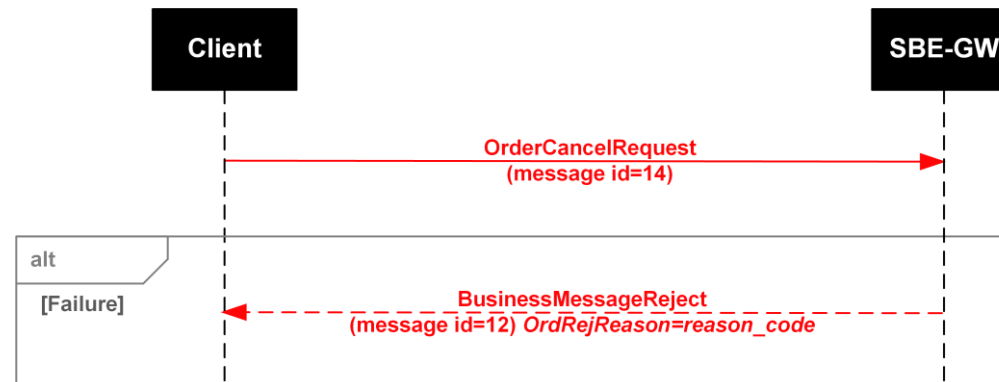 Client
SBE-GW
OrderCancelRequest
(message id=14)
alt
[Failure]
BusinessMessageReject
(message id=12) OrdRejReason=reason_code